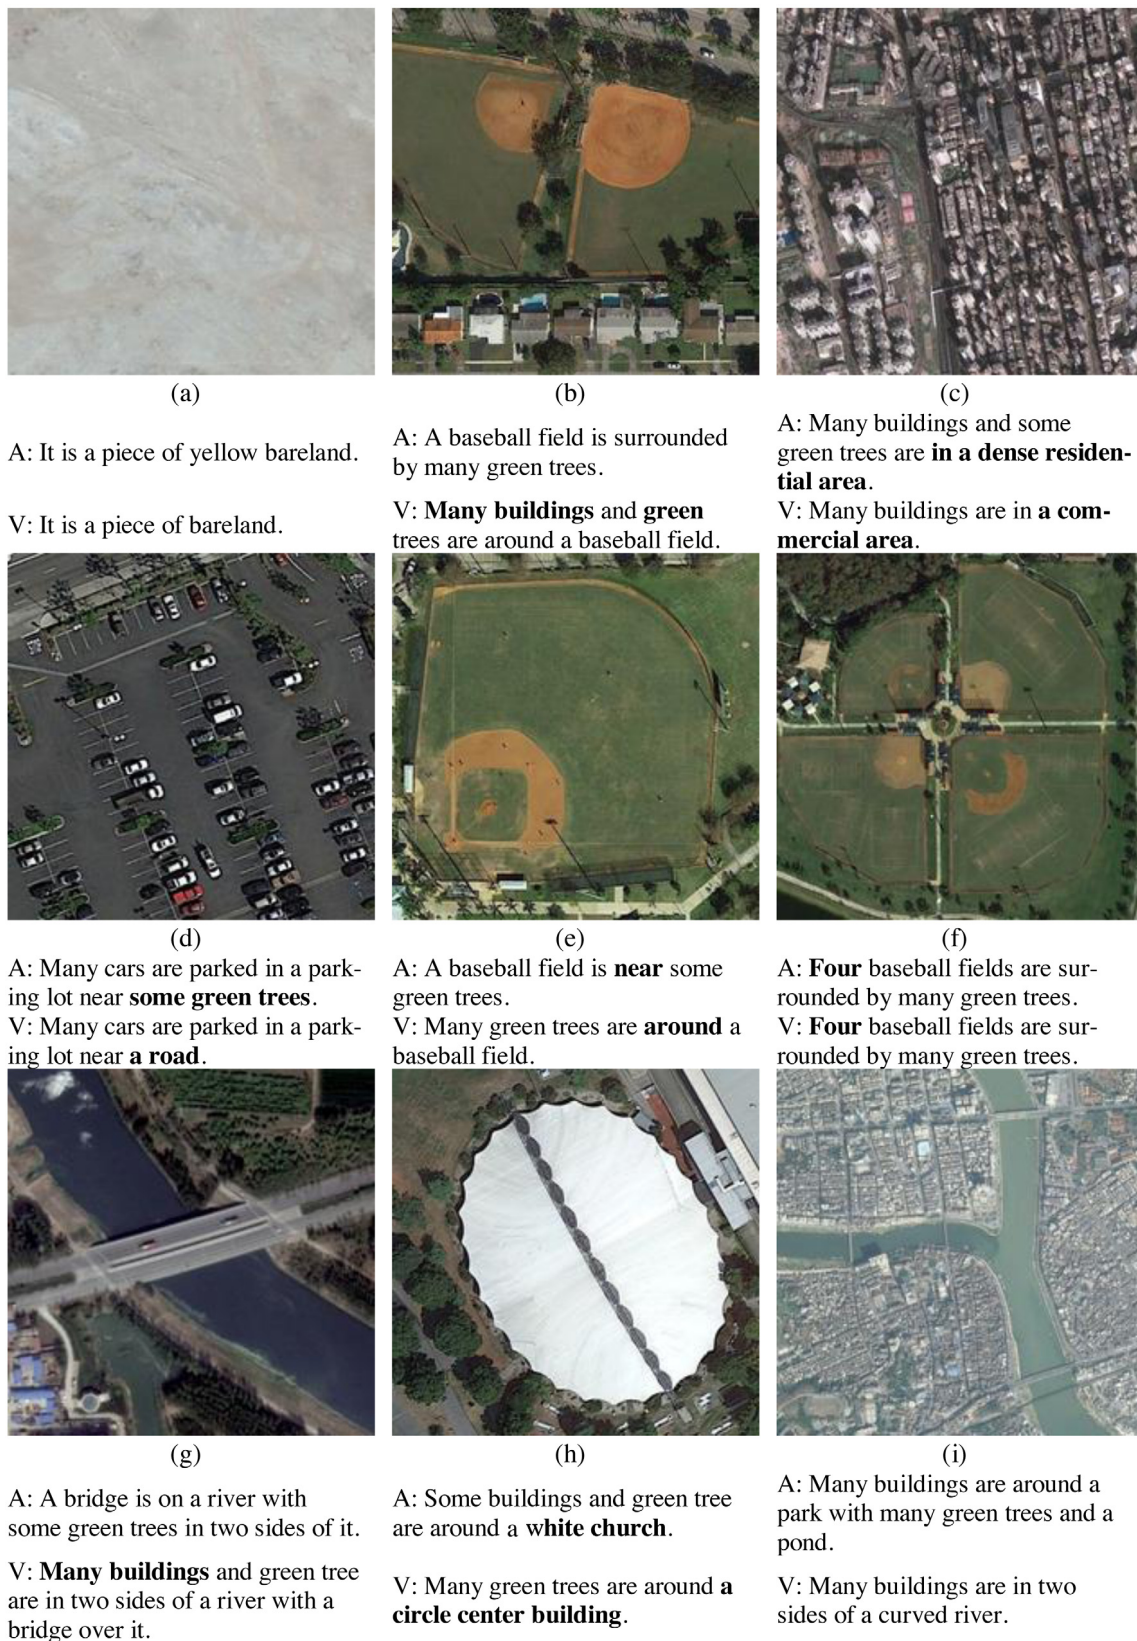 (a)
(b)
(c)
A: It is a piece of yellow bareland.
V: It is a piece of bareland.
A: A baseball field is surrounded
by many green trees.
V: Many buildings and green
trees are around a baseball field.
A: Many buildings and some
green trees are in a dense residen-
tial area.
V: Many buildings are in a com-
mercial area.
(d)
(e)
(f)
A: Many cars are parked in a park-
ing lot near some green trees.
V: Many cars are parked in a park-
ing lot near a road.
A: A baseball field is near some
green trees.
V: Many green trees are around a
baseball field.
A: Four baseball fields are sur-
rounded by many green trees.
V: Four baseball fields are sur-
rounded by many green trees.
(g)
(h)
(i)
A: A bridge is on a river with
some green trees in two sides of it.
V: Many buildings and green tree
are in two sides of a river with a
bridge over it.
A: Some buildings and green tree
are around a white church.
V: Many green trees are around a
circle center building.
A: Many buildings are around a
park with many green trees and a
pond.
V: Many buildings are in two
sides of a curved river.